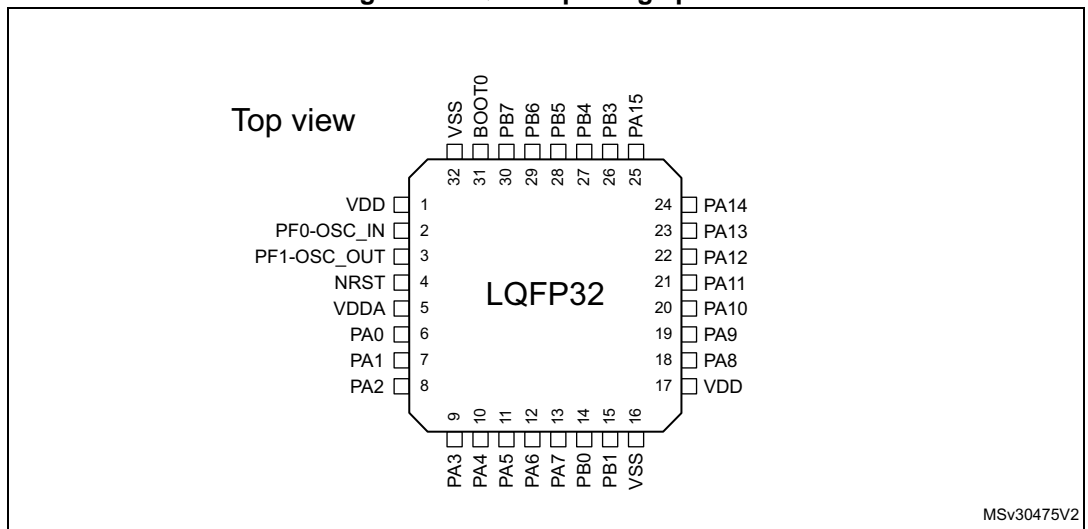 Top view
VSS
BOOT0
PB7
PB6
PB5
PB4
PB3
PA15
32
31
30
29
28
27
26
25
VDD 1
PF0-OSC_IN 2
PF1-OSC_OUT 3
NRST 4
VDDA 5
PA0 6
PA1 7
PA2 8
LQFP32
24 PA14
23 PA13
22 PA12
21 PA11
20 PA10
19 PA9
18 PA8
17 VDD
9
10
11
12
13
14
15
16
PA3
PA4
PA5
PA6
PA7
PB0
PB1
VSS
MSv30475V2